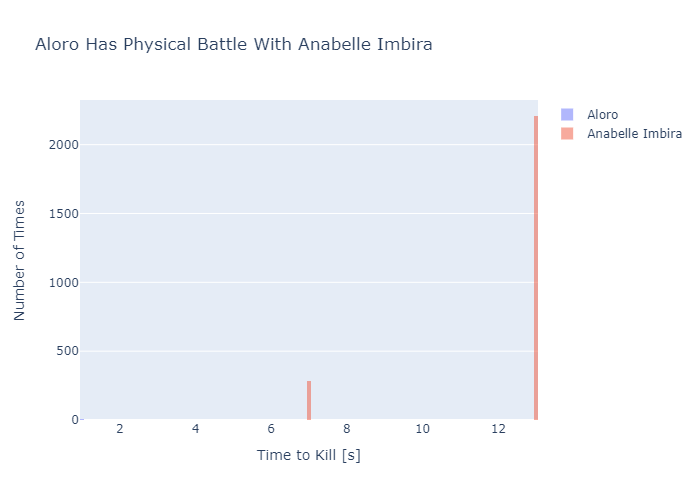 Aloro Has Physical Battle With Anabelle Imbira
Aloro
Anabelle Imbira
2000
1500
1000
500
0
2 4 6 8 10 12
Number of Times
Time to Kill [s]